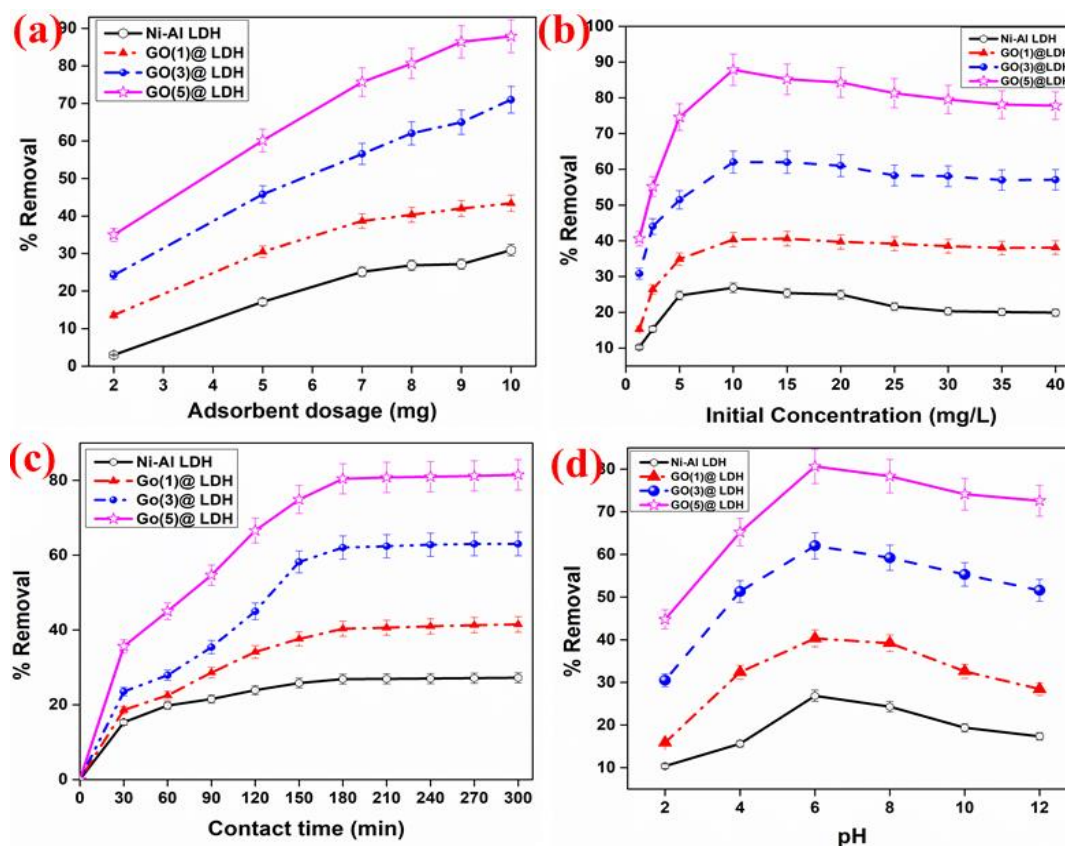 (a)
Ni-Al LDH
GO(1)@ LDH
GO(3)@ LDH
GO(5)@ LDH
% Removal
90
80
70
60
50
40
30
20
10
0
2 3 4 5 6 7 8 9 10
Adsorbent dosage (mg)
(b)
Ni-Al LDH
GO(1)@LDH
GO(3)@LDH
GO(5)@LDH
% Removal
100
90
80
70
60
50
40
30
20
10
0 5 10 15 20 25 30 35 40
Initial Concentration (mg/L)
(c)
Ni-Al LDH
Go(1)@ LDH
Go(3)@ LDH
Go(5)@ LDH
% Removal
80
60
40
20
0
0 30 60 90 120 150 180 210 240 270 300
Contact time (min)
(d)
Ni-Al LDH
GO(1)@ LDH
GO(3)@ LDH
GO(5)@ LDH
% Removal
80
70
60
50
40
30
20
10
2 4 6 8 10 12
pH